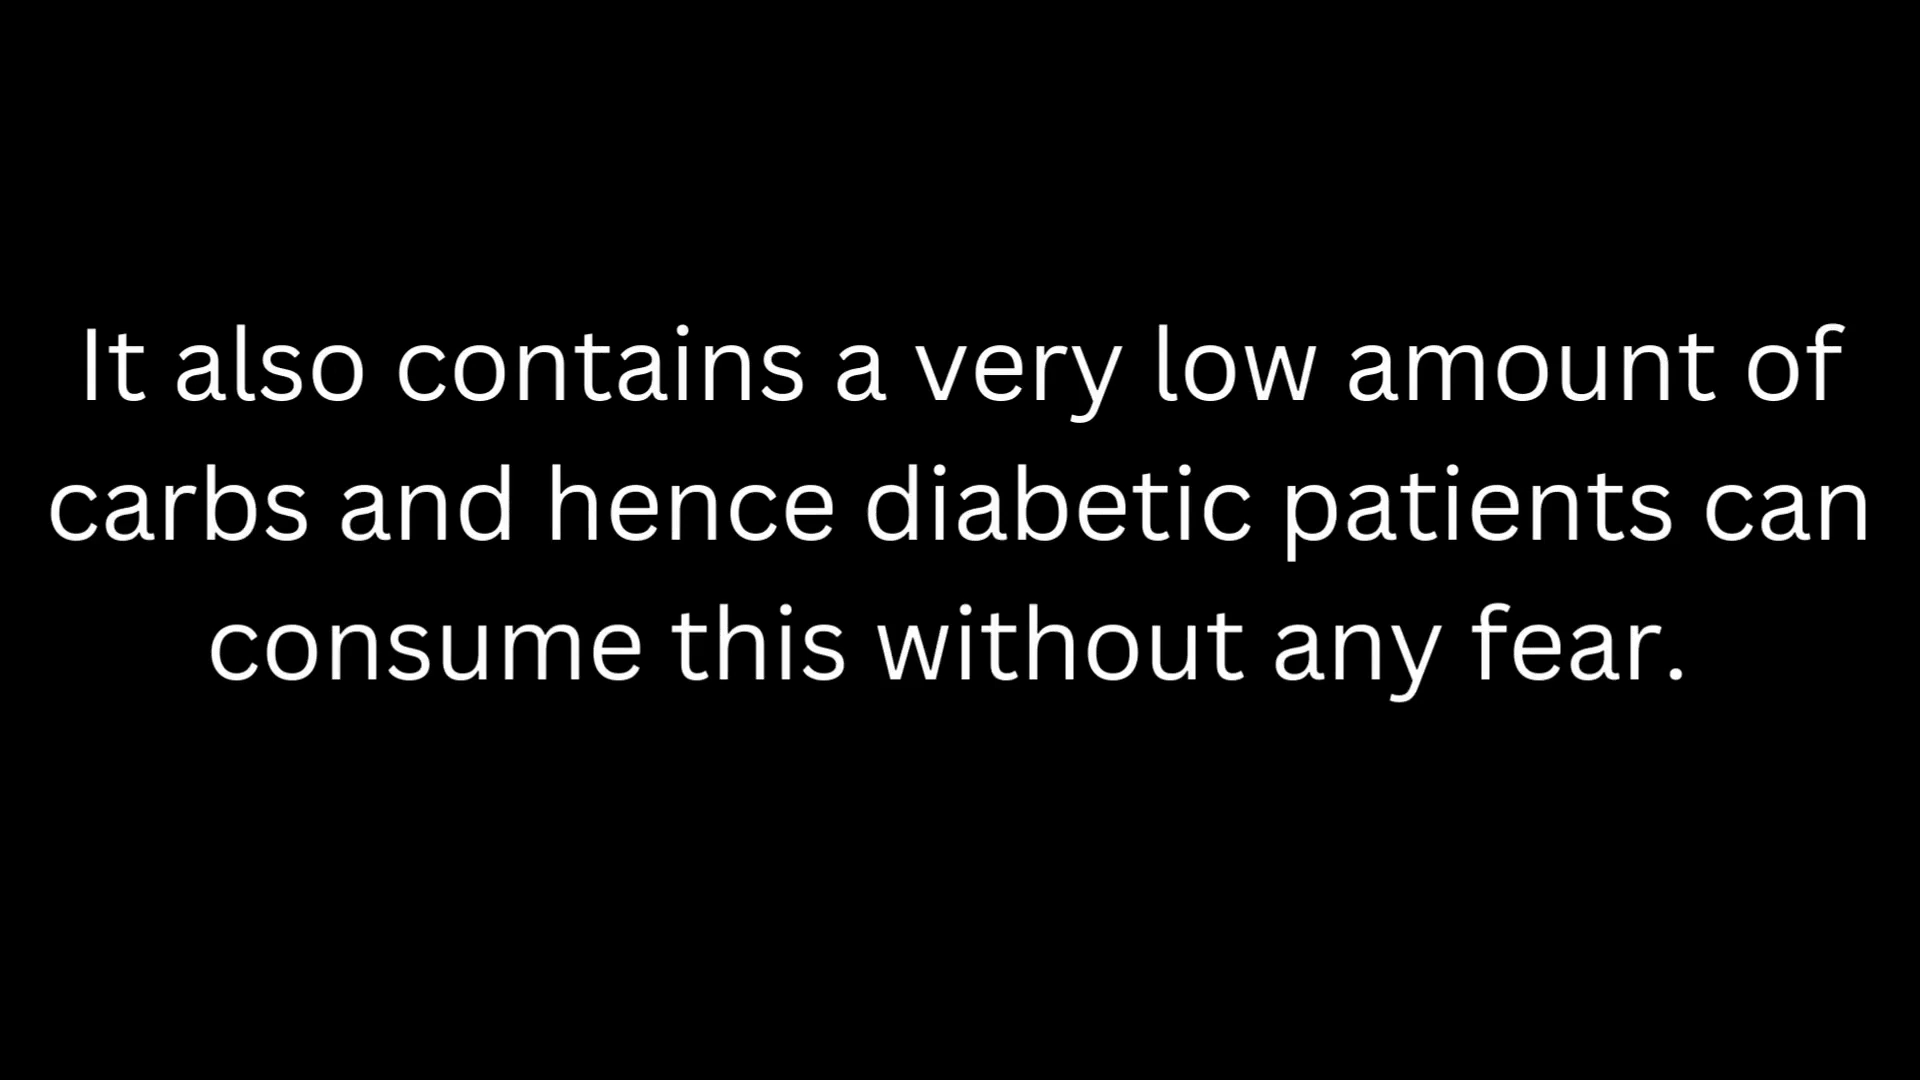 It also contains a very low amount of
carbs and hence diabetic patients can
consume this without any fear.